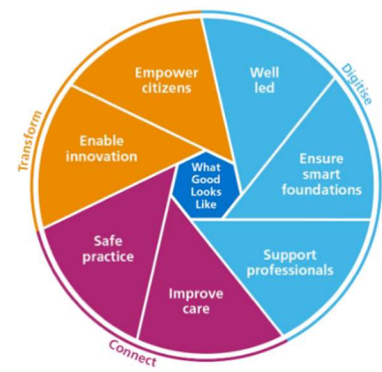 Empower
citizens
Well
led
Digitise
Transform
Enable
innovation
What
Good
Looks
Like
Ensure
smart
foundations
Safe
practice
Support
professionals
Improve
care
Connect